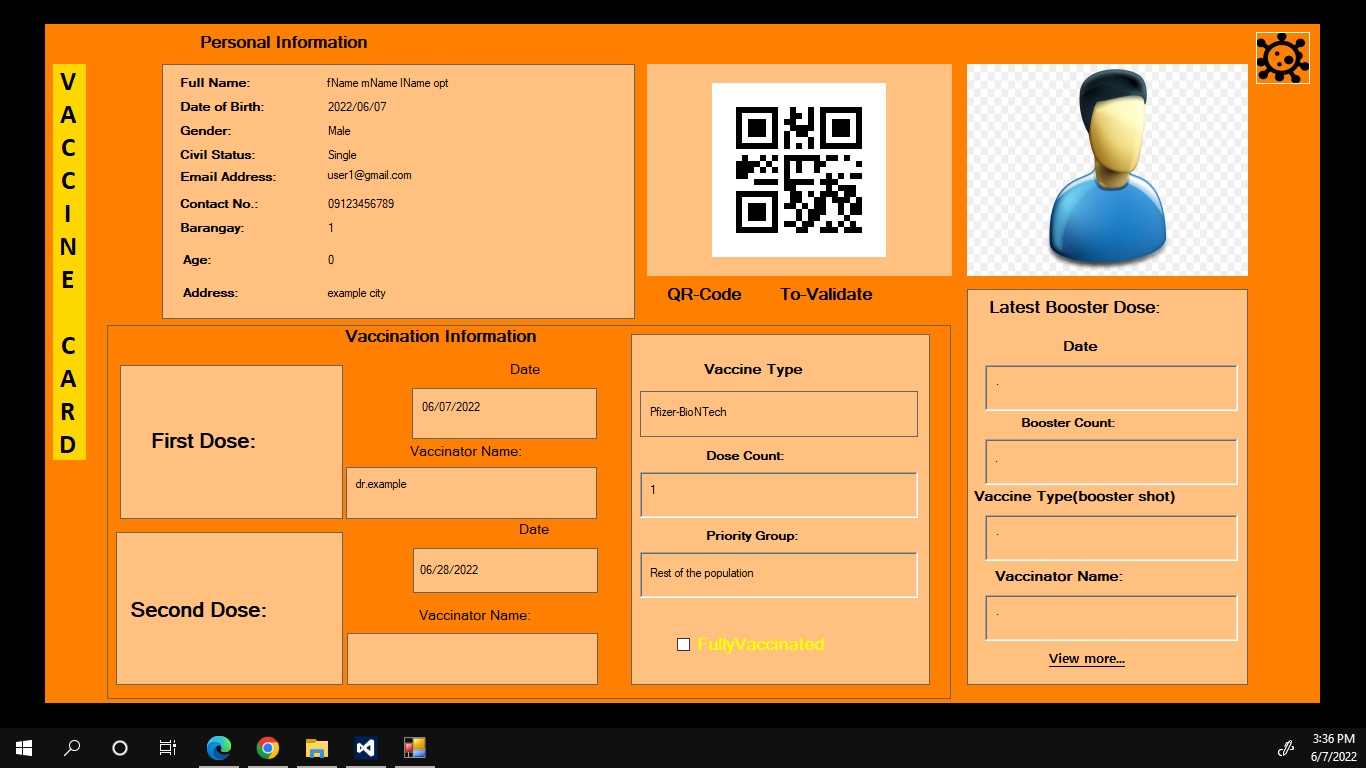 VACCINE CARD
Personal Information
Full Name: fName mName lName opt
Date of Birth: 2022/06/07
Gender: Male
Civil Status: Single
Email Address: user1@gmail.com
Contact No.: 09123456789
Barangay: 1
Age: 0
Address: example city
QR-Code To-Validate
Vaccination Information
First Dose:
Date
06/07/2022
Vaccinator Name:
dr.example
Second Dose:
Date
06/28/2022
Vaccinator Name:
Vaccine Type
Pfizer-BioNTech
Dose Count:
1
Priority Group:
Rest of the population
FullyVaccinated
Latest Booster Dose:
Date
.
Booster Count:
.
Vaccine Type(booster shot)
.
Vaccinator Name:
.
View more...
3:36 PM
6/7/2022